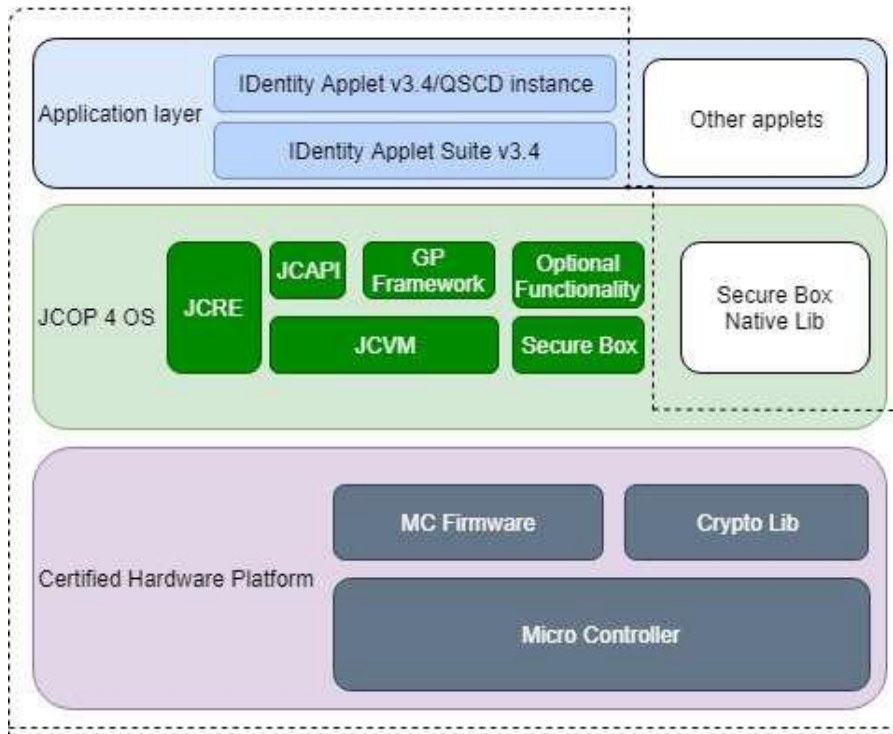 IDentity Applet v3.4/QSCD instance
Application layer
Other applets
IDentity Applet Suite v3.4
JCAPI
GP
Framework
Optional
Functionality
JCOP 4 OS
JCRE
Secure Box
Native Lib
JCVM
Secure Box
MC Firmware
Crypto Lib
Certified Hardware Platform
Micro Controller